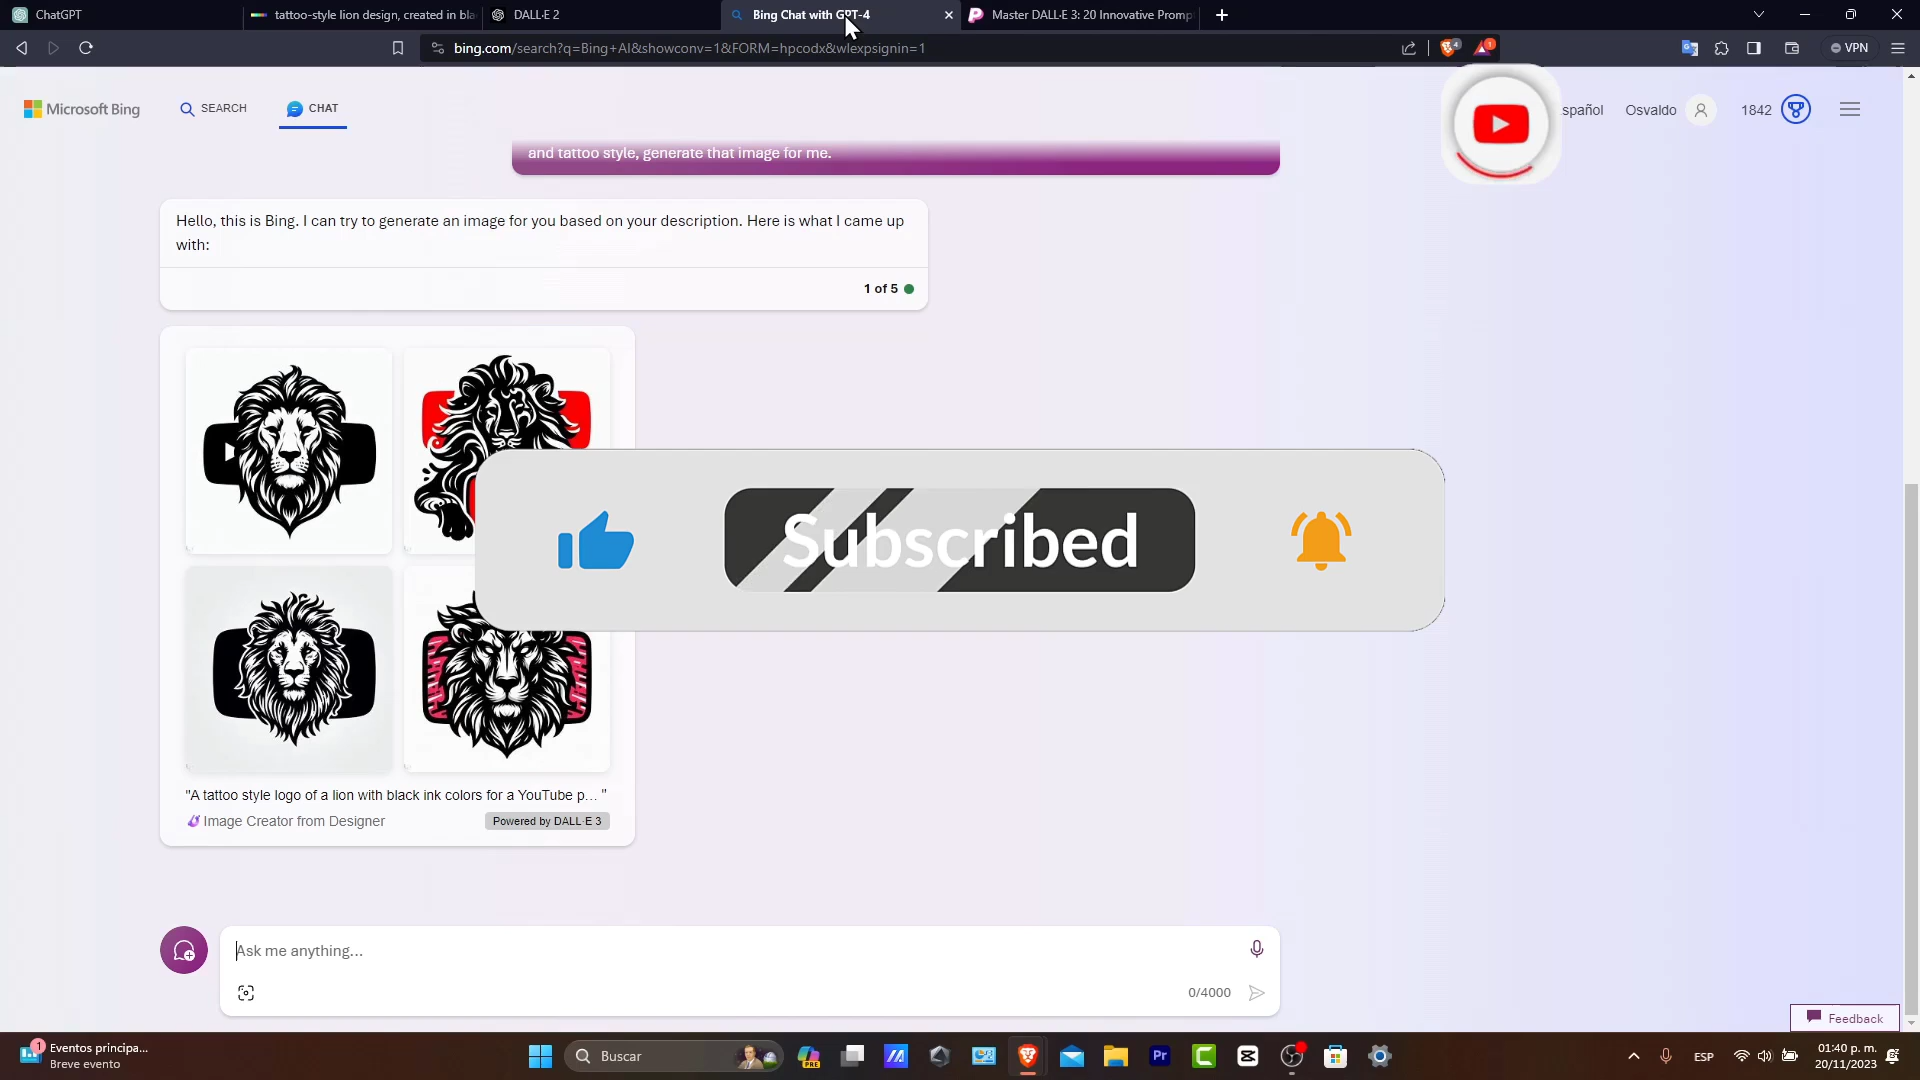 ChatGPT
tattoo-style lion design, created in bla
DALL·E 2
Bing Chat with GPT-4
Master DALL·E 3: 20 Innovative Promp
bing.com/search?q=Bing+AI&showconv=1&FORM=hpcodx&wlexpsignin=1
4
1
VPN
Microsoft Bing
SEARCH
CHAT
spañol
Osvaldo
1842
and tattoo style, generate that image for me.
Hello, this is Bing. I can try to generate an image for you based on your description. Here is what I came up
with:
1 of 5
Subscribed
"A tattoo style logo of a lion with black ink colors for a YouTube p... "
Image Creator from Designer
Powered by DALL·E 3
Ask me anything...
0/4000
Feedback
1
Eventos principa...
Breve evento
Buscar
PRE
Pr
ESP
01:40 p. m.
20/11/2023